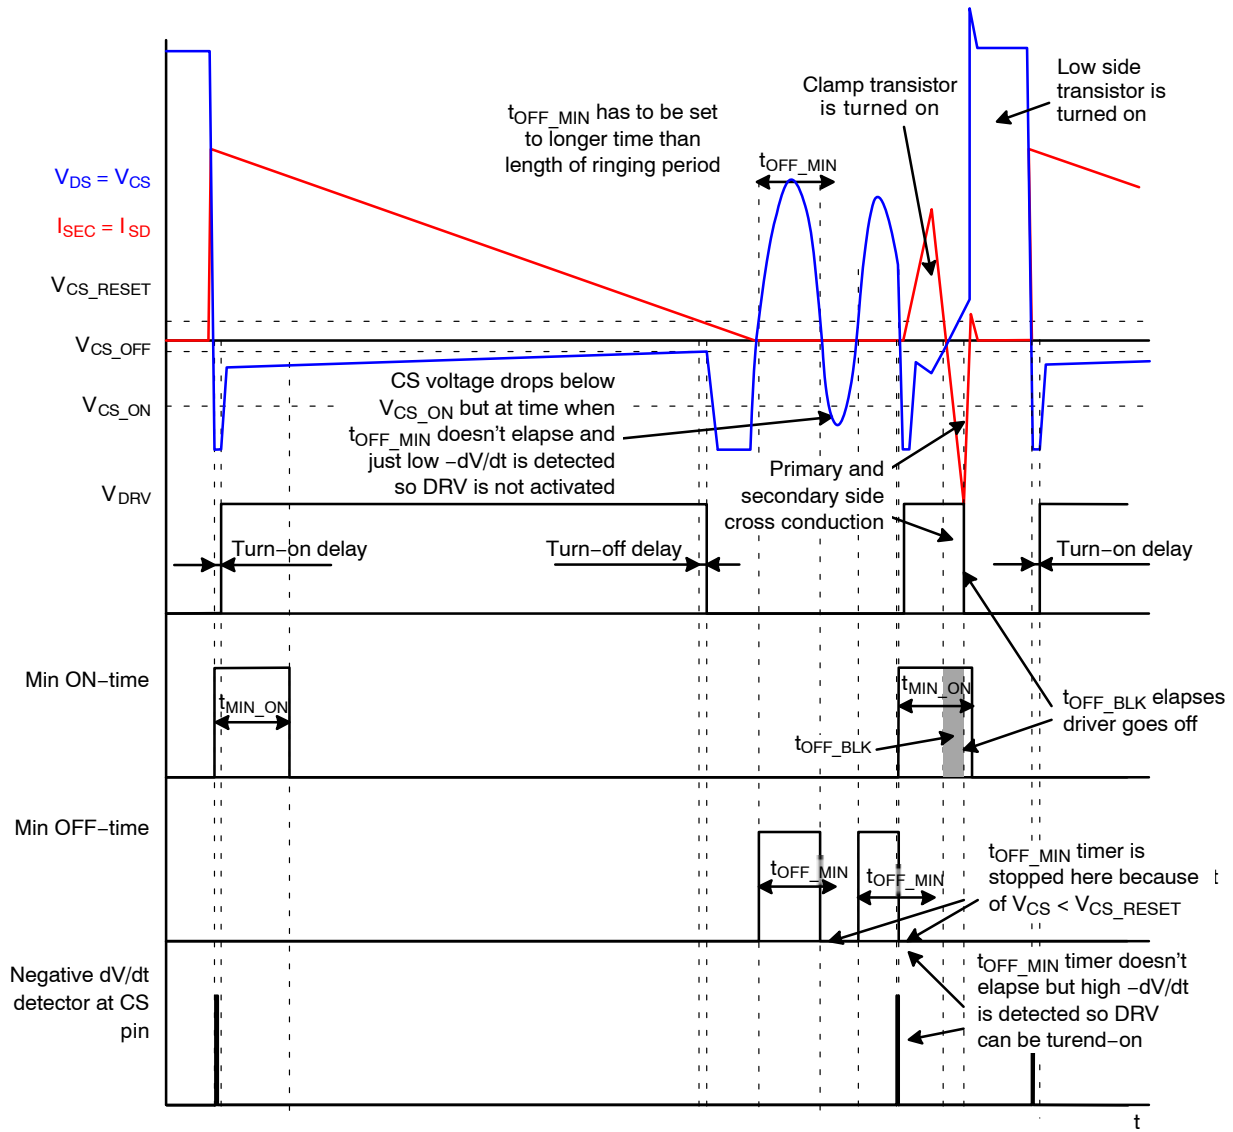 Low side
transistor is
turned on
Clamp transistor
is turned on
tOFF_MIN has to be set
to longer time than
length of ringing period
tOFF_MIN
VDS = VCS
ISEC = ISD
VCS_RESET
VCS_OFF
CS voltage drops below
VCS_ON but at time when
tOFF_MIN doesn't elapse and
just low -dV/dt is detected
so DRV is not activated
VCS_ON
Primary and
secondary side
cross conduction
VDRV
Turn-on delay
Turn-off delay
Turn-on delay
Min ON-time
tMIN_ON
tMIN_ON
tOFF_BLK
tOFF_BLK elapses
driver goes off
Min OFF-time
tOFF_MIN
tOFF_MIN
tOFF_MIN timer is
stopped here because t
of VCS < VCS_RESET
Negative dV/dt
detector at CS
pin
tOFF_MIN timer doesn't
elapse but high -dV/dt
is detected so DRV
can be turend-on
t